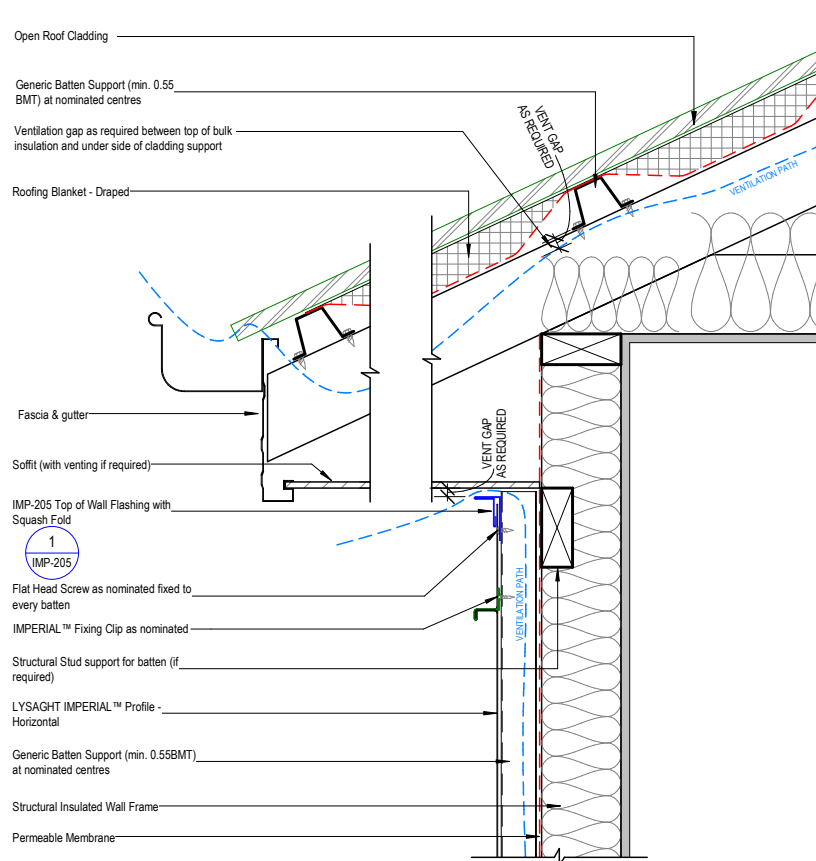 Open Roof Cladding
Generic Batten Support (min. 0.55
BMT) at nominated centres
Ventilation gap as required between top of bulk
insulation and under side of cladding support
Roofing Blanket - Draped
VENT GAP
AS REQUIRED
VENTILATION PATH
Fascia & gutter
Soffit (with venting if required)
VENT GAP
AS REQUIRED
IMP-205 Top of Wall Flashing with
Squash Fold
1
IMP-205
Flat Head Screw as nominated fixed to
every batten
IMPERIAL™ Fixing Clip as nominated
VENTILATION PATH
Structural Stud support for batten (if
required)
LYSAGHT IMPERIAL™ Profile -
Horizontal
Generic Batten Support (min. 0.55BMT)
at nominated centres
Structural Insulated Wall Frame
Permeable Membrane